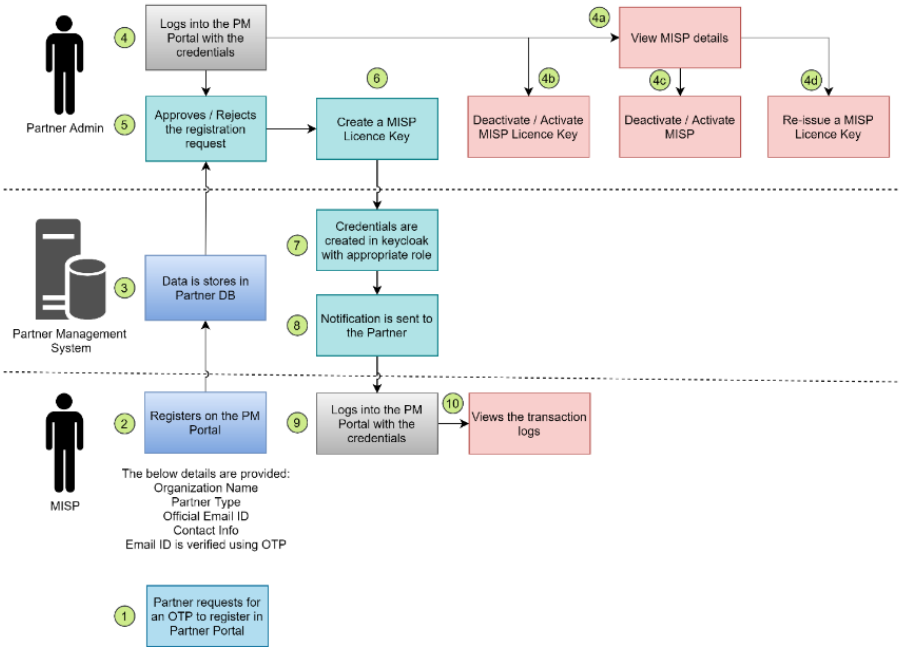 4
Logs into the PM
Portal with the
credentials
4a
View MISP details
4b
4c
4d
6
Partner Admin
5
Approves / Rejects
the registration
request
Create a MISP
Licence Key
Deactivate / Activate
MISP Licence Key
Deactivate / Activate
MISP
Re-issue a MISP
Licence Key
7
Credentials are
created in keycloak
with appropriate role
3
Data is stores in
Partner DB
Partner Management
System
8
Notification is sent to
the Partner
2
Registers on the PM
Portal
9
Logs into the PM
Portal with the
credentials
10
Views the transaction
logs
MISP
The below details are provided:
Organization Name
Partner Type
Official Email ID
Contact Info
Email ID is verified using OTP
1
Partner requests for
an OTP to register in
Partner Portal